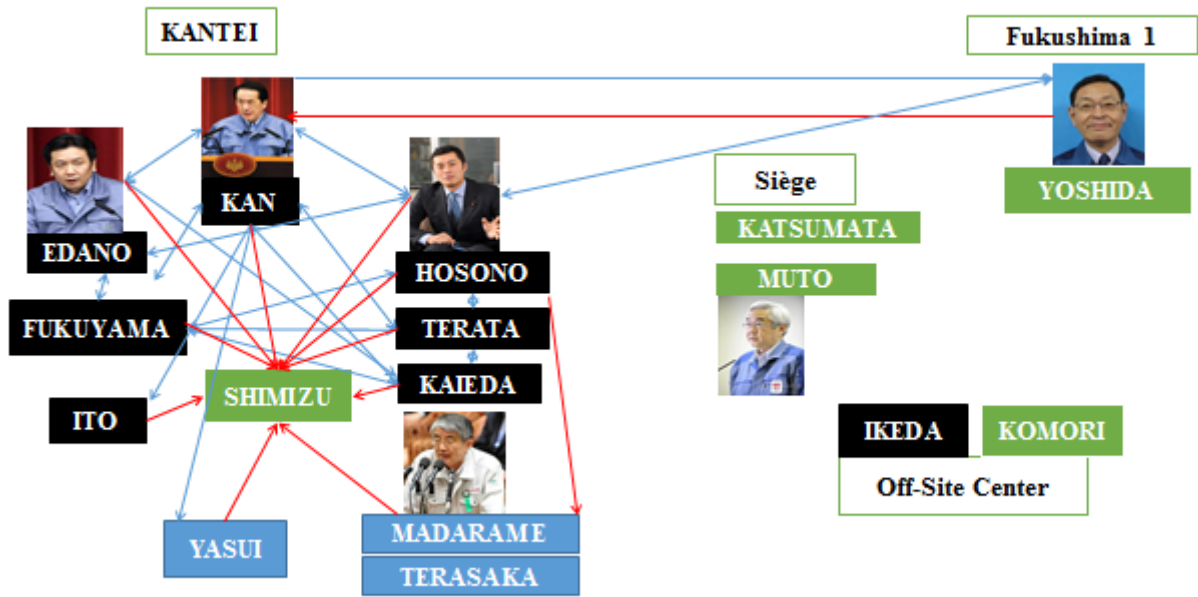 KANTEI
Fukushima 1
Siège
YOSHIDA
KAN
KATSUMATA
EDANO
HOSONO
MUTO
FUKUYAMA
TERATA
SHIMIZU
KAIEDA
ITO
IKEDA
KOMORI
Off-Site Center
YASUI
MADARAME
TERASAKA